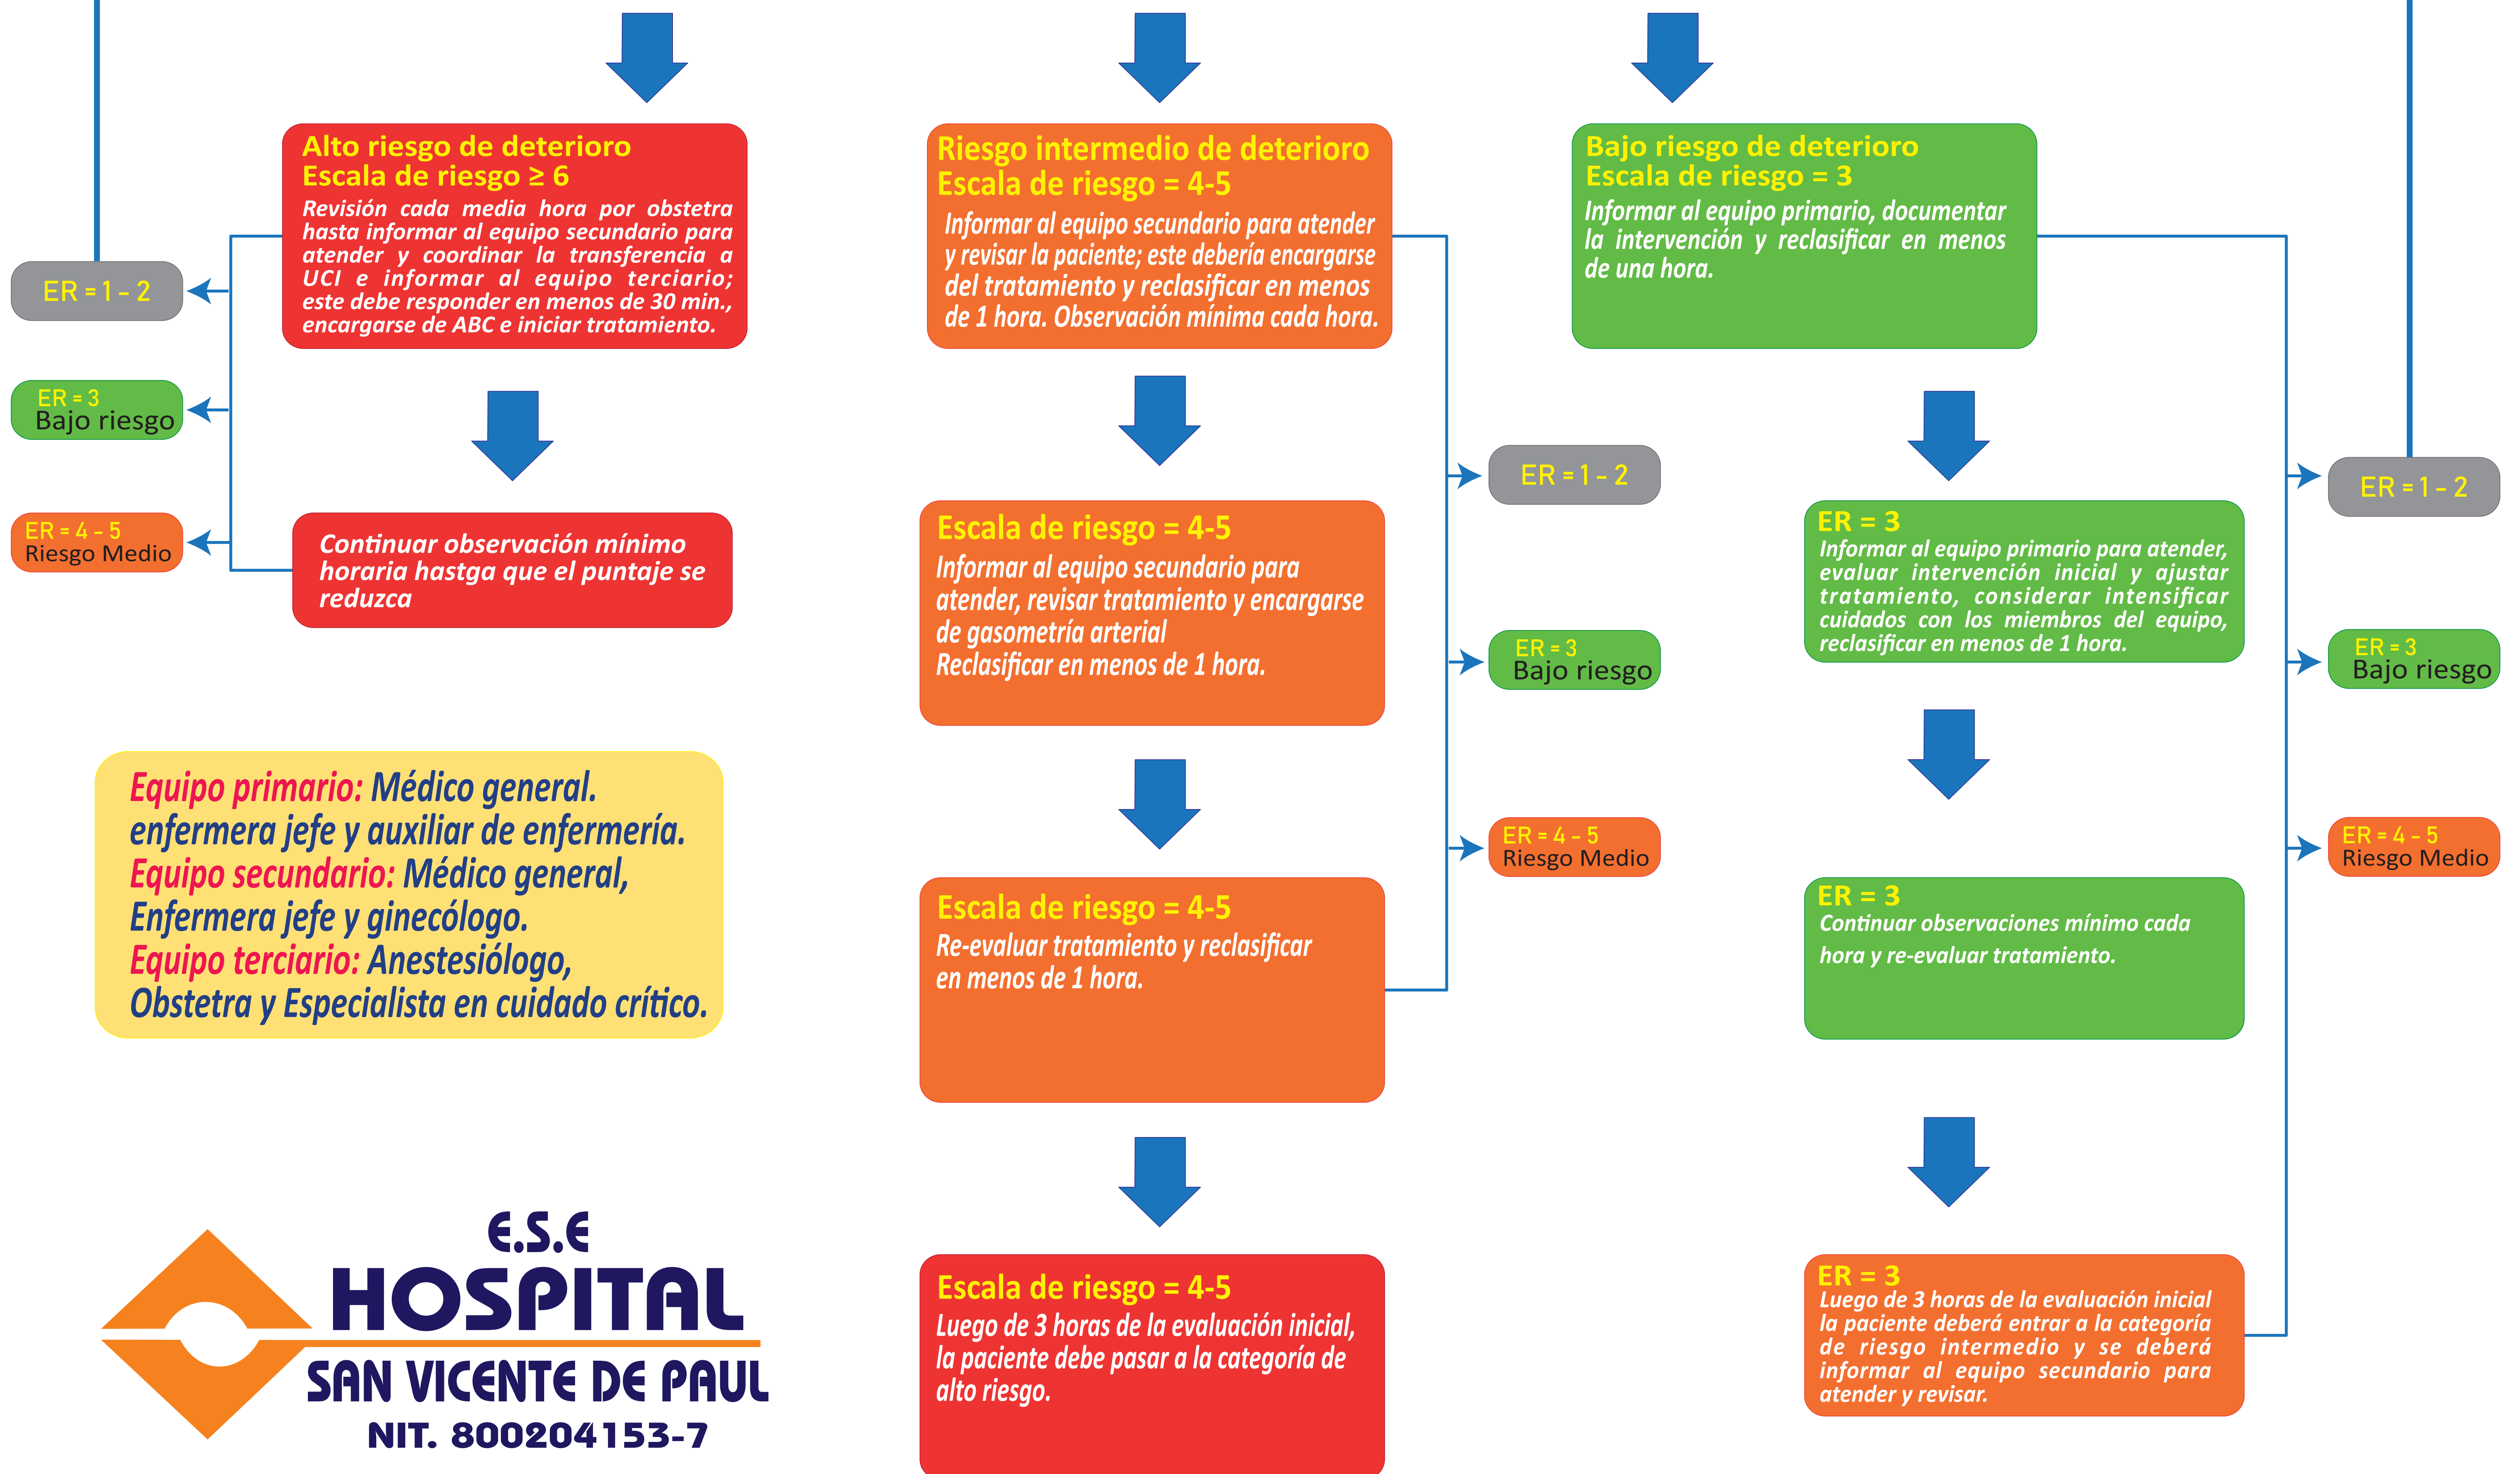 Alto riesgo de deterioro
Escala de riesgo ≥ 6
Revisión cada media hora por obstetra
hasta informar al equipo secundario para
atender y coordinar la transferencia a
UCI e informar al equipo terciario;
este debe responder en menos de 30 min.,
encargarse de ABC e iniciar tratamiento.
ER = 1 – 2
ER = 3
Bajo riesgo
ER = 4 – 5
Riesgo Medio
Continuar observación mínimo
horaria hastga que el puntaje se
reduzca
Equipo primario: Médico general.
enfermera jefe y auxiliar de enfermería.
Equipo secundario: Médico general,
Enfermera jefe y ginecólogo.
Equipo terciario: Anestesiólogo,
Obstetra y Especialista en cuidado crítico.
E.S.E
HOSPITAL
SAN VICENTE DE PAUL
NIT. 800204153-7
Riesgo intermedio de deterioro
Escala de riesgo = 4-5
Informar al equipo secundario para atender
y revisar la paciente; este debería encargarse
del tratamiento y reclasificar en menos
de 1 hora. Observación mínima cada hora.
Escala de riesgo = 4-5
Informar al equipo secundario para
atender, revisar tratamiento y encargarse
de gasometría arterial
Reclasificar en menos de 1 hora.
Escala de riesgo = 4-5
Re-evaluar tratamiento y reclasificar
en menos de 1 hora.
Escala de riesgo = 4-5
Luego de 3 horas de la evaluación inicial,
la paciente debe pasar a la categoría de
alto riesgo.
ER = 1 – 2
ER = 3
Bajo riesgo
ER = 4 – 5
Riesgo Medio
Bajo riesgo de deterioro
Escala de riesgo = 3
Informar al equipo primario, documentar
la intervención y reclasificar en menos
de una hora.
ER = 3
Informar al equipo primario para atender,
evaluar intervención inicial y ajustar
tratamiento, considerar intensificar
cuidados con los miembros del equipo,
reclasificar en menos de 1 hora.
ER = 3
Continuar observaciones mínimo cada
hora y re-evaluar tratamiento.
ER = 3
Luego de 3 horas de la evaluación inicial
la paciente deberá entrar a la categoría
de riesgo intermedio y se deberá
informar al equipo secundario para
atender y revisar.
ER = 1 – 2
ER = 3
Bajo riesgo
ER = 4 – 5
Riesgo Medio